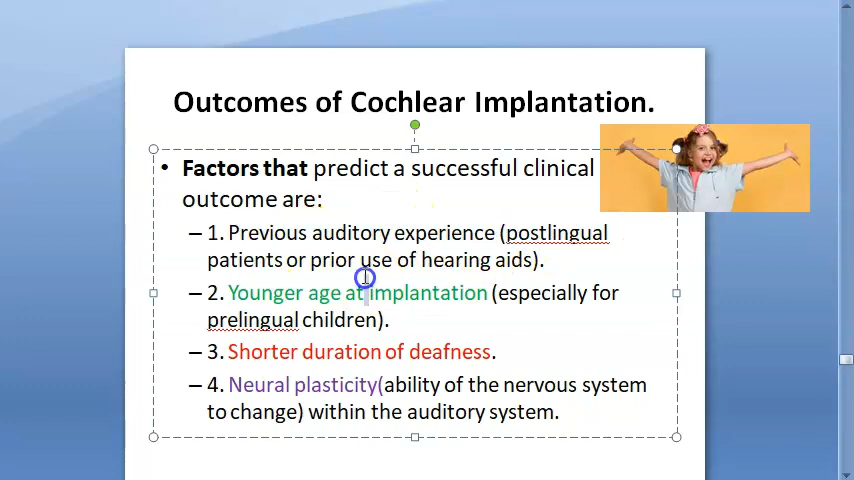 Outcomes of Cochlear Implantation.
• Factors that predict a successful clinical
outcome are:
– 1. Previous auditory experience (postlingual
patients or prior use of hearing aids).
– 2. Younger age at implantation (especially for
prelingual children).
– 3. Shorter duration of deafness.
– 4. Neural plasticity(ability of the nervous system
to change) within the auditory system.